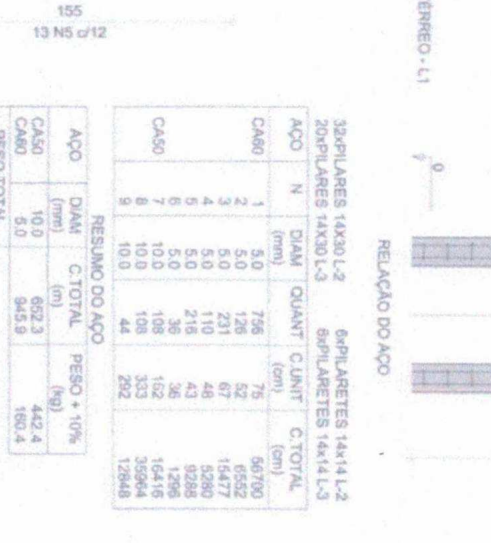 155
13 N5 c/12
ÉRREO - L1
0
RELAÇÃO DO AÇO
32xPILARES 14X30 L-2 6xPILARETES 14x14 L-2
20xPILARES 14X30 L-3 6xPILARETES 14x14 L-3
AÇO N DIAM (mm) QUANT C.UNIT (cm) C.TOTAL (cm)
CA60 1 5.0 756 75 56700
2 5.0 126 52 6552
3 5.0 231 67 15477
4 5.0 110 48 5280
5 5.0 216 43 9288
6 5.0 36 36 1296
CA50 7 10.0 108 152 16416
8 10.0 108 333 35964
9 10.0 44 292 12848
RESUMO DO AÇO
AÇO DIAM (mm) C.TOTAL (m) PESO + 10% (kg)
CA50 10.0 652.3 442.4
CA60 5.0 945.9 160.4
PESO TOTAL